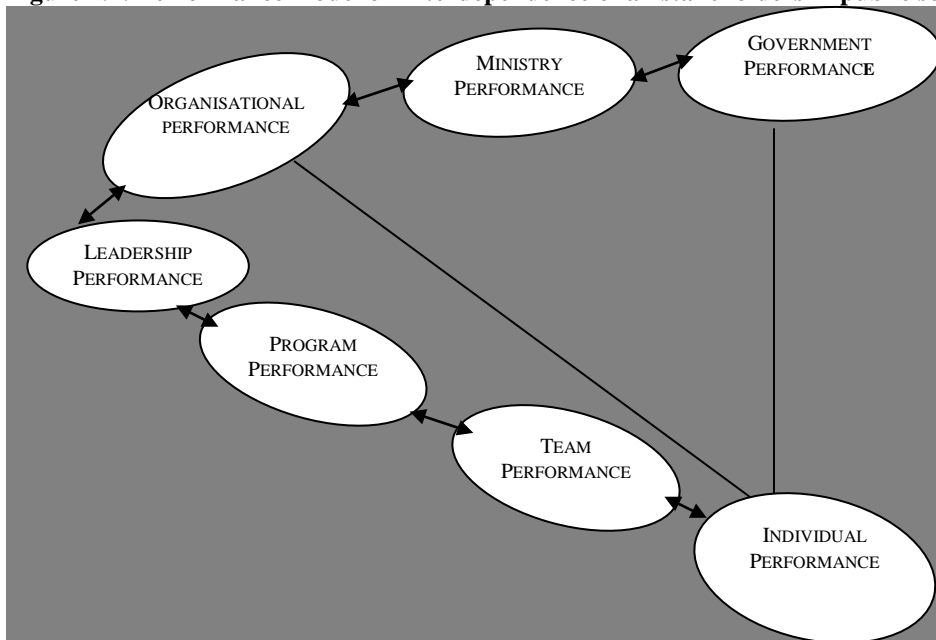 GOVERNMENT
PERFORMANCE
MINISTRY
PERFORMANCE
ORGANISATIONAL
PERFORMANCE
LEADERSHIP
PERFORMANCE
PROGRAM
PERFORMANCE
TEAM
PERFORMANCE
INDIVIDUAL
PERFORMANCE